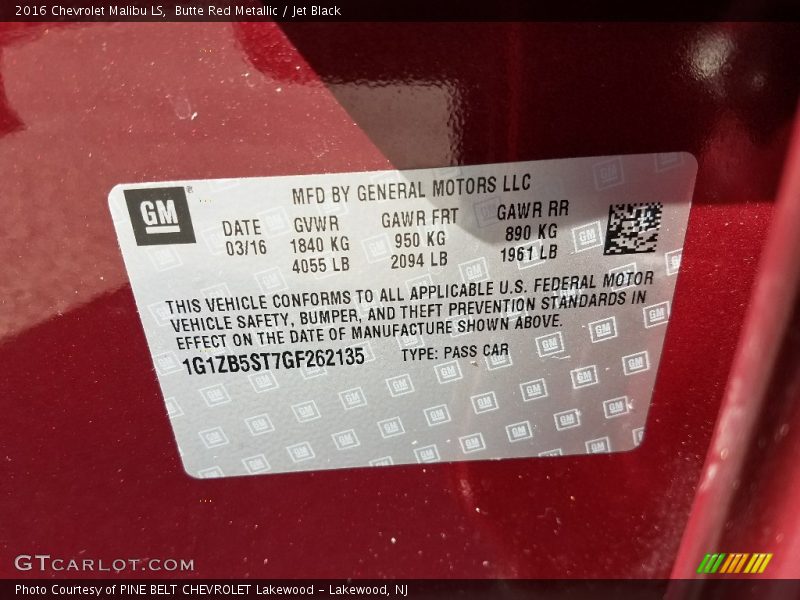 2016 Chevrolet Malibu LS, Butte Red Metallic / Jet Black
GM
MFD BY GENERAL MOTORS LLC
DATE GVWR GAWR FRT GAWR RR
03/16 1840 KG 950 KG 890 KG
4055 LB 2094 LB 1961 LB
THIS VEHICLE CONFORMS TO ALL APPLICABLE U.S. FEDERAL MOTOR
VEHICLE SAFETY, BUMPER, AND THEFT PREVENTION STANDARDS IN
EFFECT ON THE DATE OF MANUFACTURE SHOWN ABOVE.
1G1ZB5ST7GF262135 TYPE: PASS CAR
GTCARLOT.COM
Photo Courtesy of PINE BELT CHEVROLET Lakewood - Lakewood, NJ